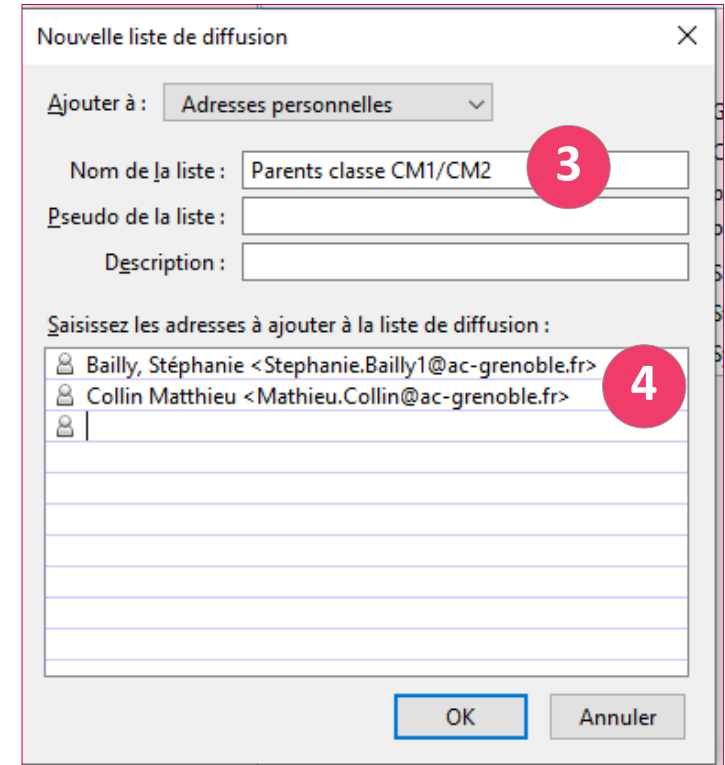 Nouvelle liste de diffusion
Ajouter à : Adresses personnelles
Nom de la liste : Parents classe CM1/CM2
3
Pseudo de la liste :
Description :
Saisissez les adresses à ajouter à la liste de diffusion :
Bailly, Stéphanie <Stephanie.Bailly1@ac-grenoble.fr>
4
Collin Matthieu <Mathieu.Collin@ac-grenoble.fr>
OK Annuler